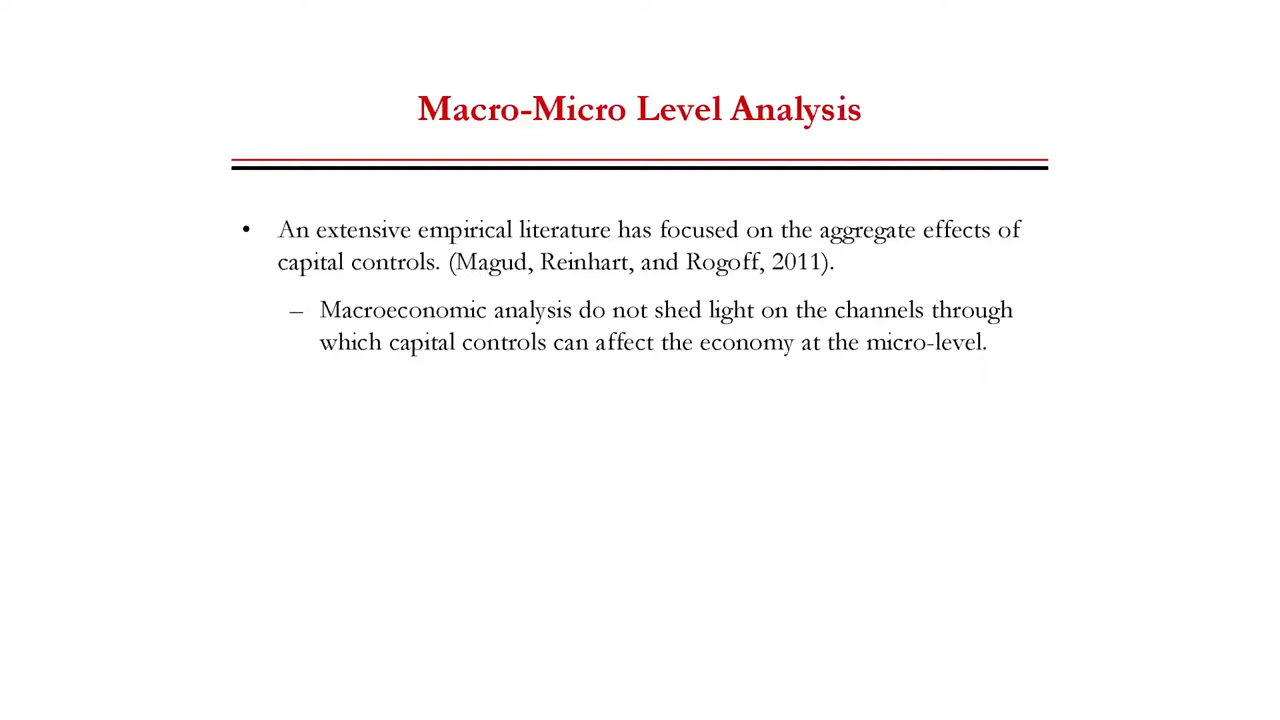 Macro-Micro Level Analysis
• An extensive empirical literature has focused on the aggregate effects of
capital controls. (Magud, Reinhart, and Rogoff, 2011).
– Macroeconomic analysis do not shed light on the channels through
which capital controls can affect the economy at the micro-level.